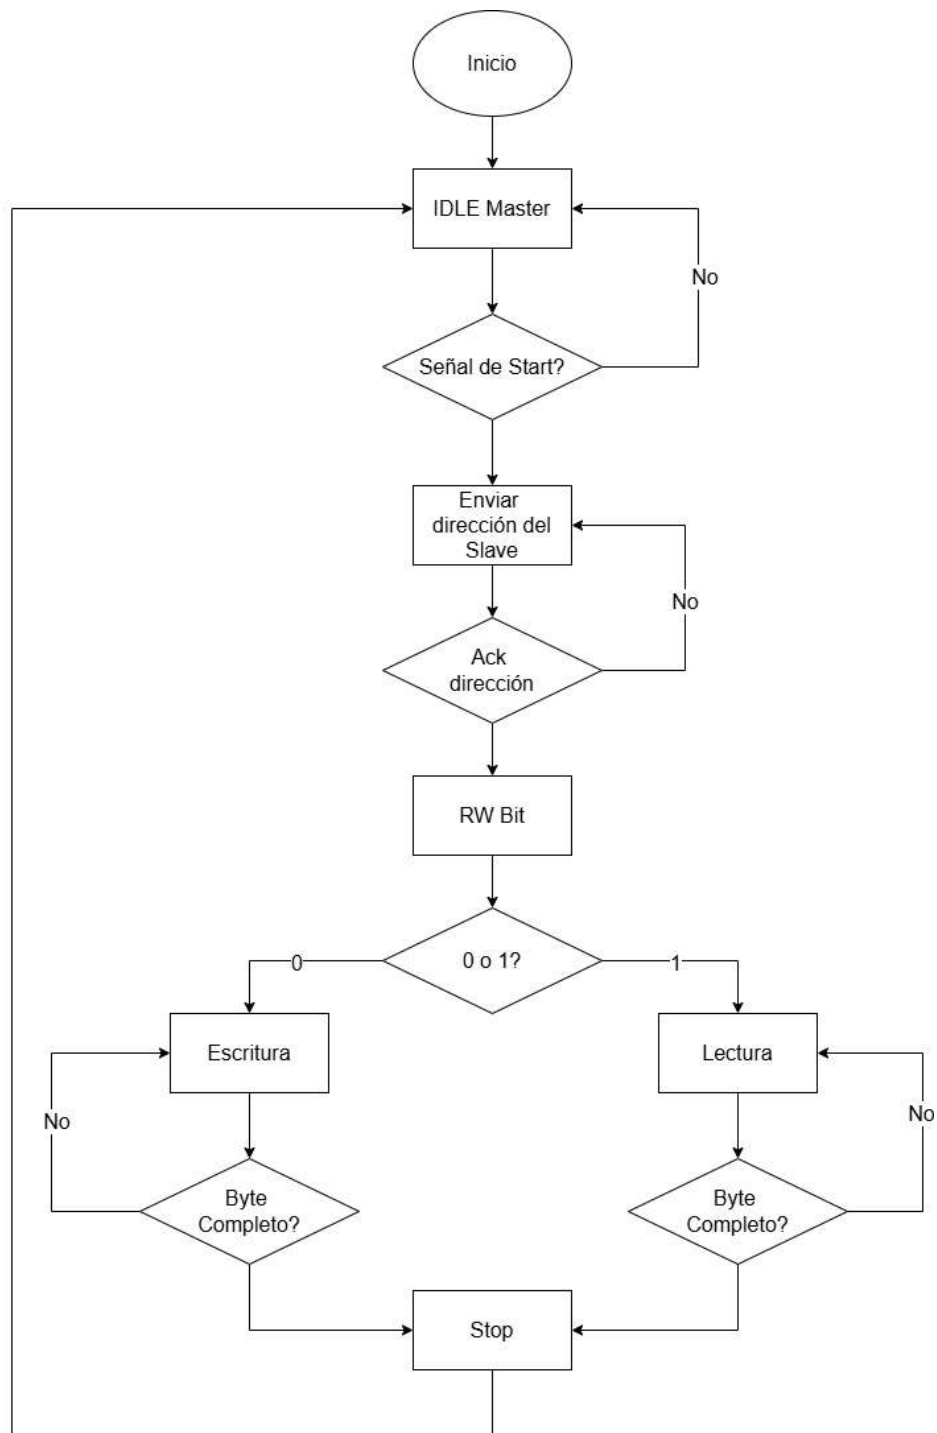 Inicio
IDLE Master
No
Señal de Start?
Enviar
dirección del
Slave
No
Ack
dirección
RW Bit
0
0 o 1?
1
Escritura
Lectura
No
No
Byte
Completo?
Byte
Completo?
Stop